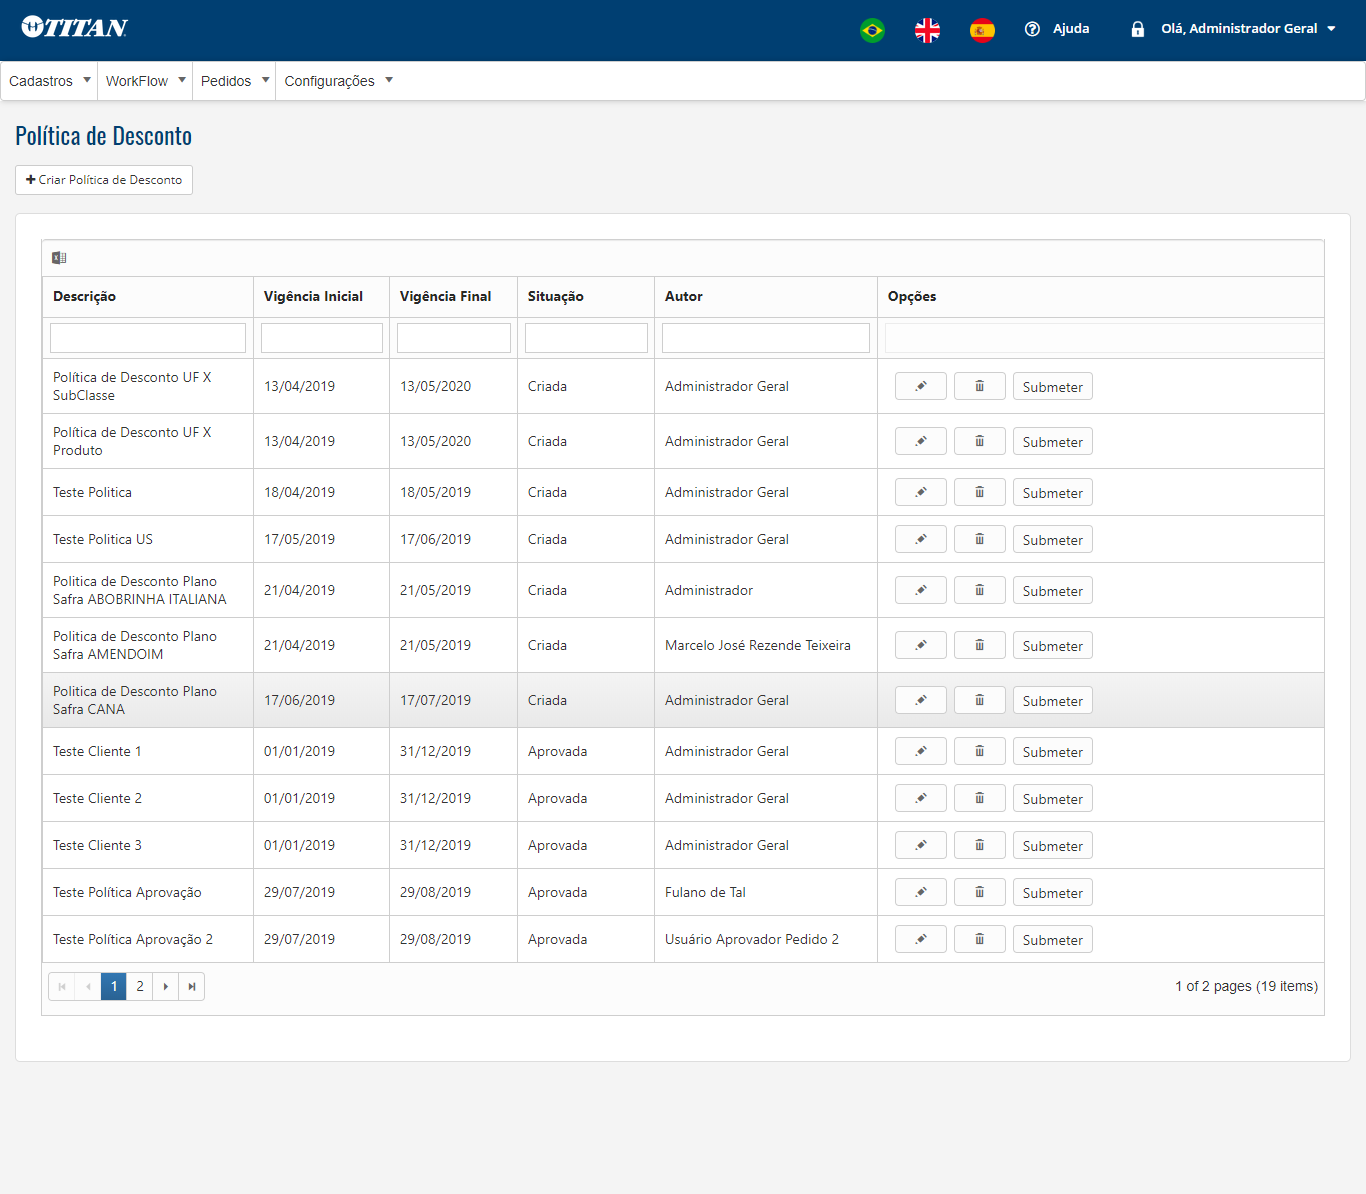 TITAN
Ajuda
Olá, Administrador Geral
Cadastros WorkFlow Pedidos Configurações
Política de Desconto
Criar Política de Desconto
Descrição Vigência Inicial Vigência Final Situação Autor Opções
Política de Desconto UF X
SubClasse
13/04/2019 13/05/2020 Criada Administrador Geral Submeter
Política de Desconto UF X
Produto
13/04/2019 13/05/2020 Criada Administrador Geral Submeter
Teste Politica 18/04/2019 18/05/2019 Criada Administrador Geral Submeter
Teste Politica US 17/05/2019 17/06/2019 Criada Administrador Geral Submeter
Politica de Desconto Plano
Safra ABOBRINHA ITALIANA
21/04/2019 21/05/2019 Criada Administrador Submeter
Politica de Desconto Plano
Safra AMENDOIM
21/04/2019 21/05/2019 Criada Marcelo José Rezende Teixeira Submeter
Politica de Desconto Plano
Safra CANA
17/06/2019 17/07/2019 Criada Administrador Geral Submeter
Teste Cliente 1 01/01/2019 31/12/2019 Aprovada Administrador Geral Submeter
Teste Cliente 2 01/01/2019 31/12/2019 Aprovada Administrador Geral Submeter
Teste Cliente 3 01/01/2019 31/12/2019 Aprovada Administrador Geral Submeter
Teste Política Aprovação 29/07/2019 29/08/2019 Aprovada Fulano de Tal Submeter
Teste Política Aprovação 2 29/07/2019 29/08/2019 Aprovada Usuário Aprovador Pedido 2 Submeter
1 2 1 of 2 pages (19 items)